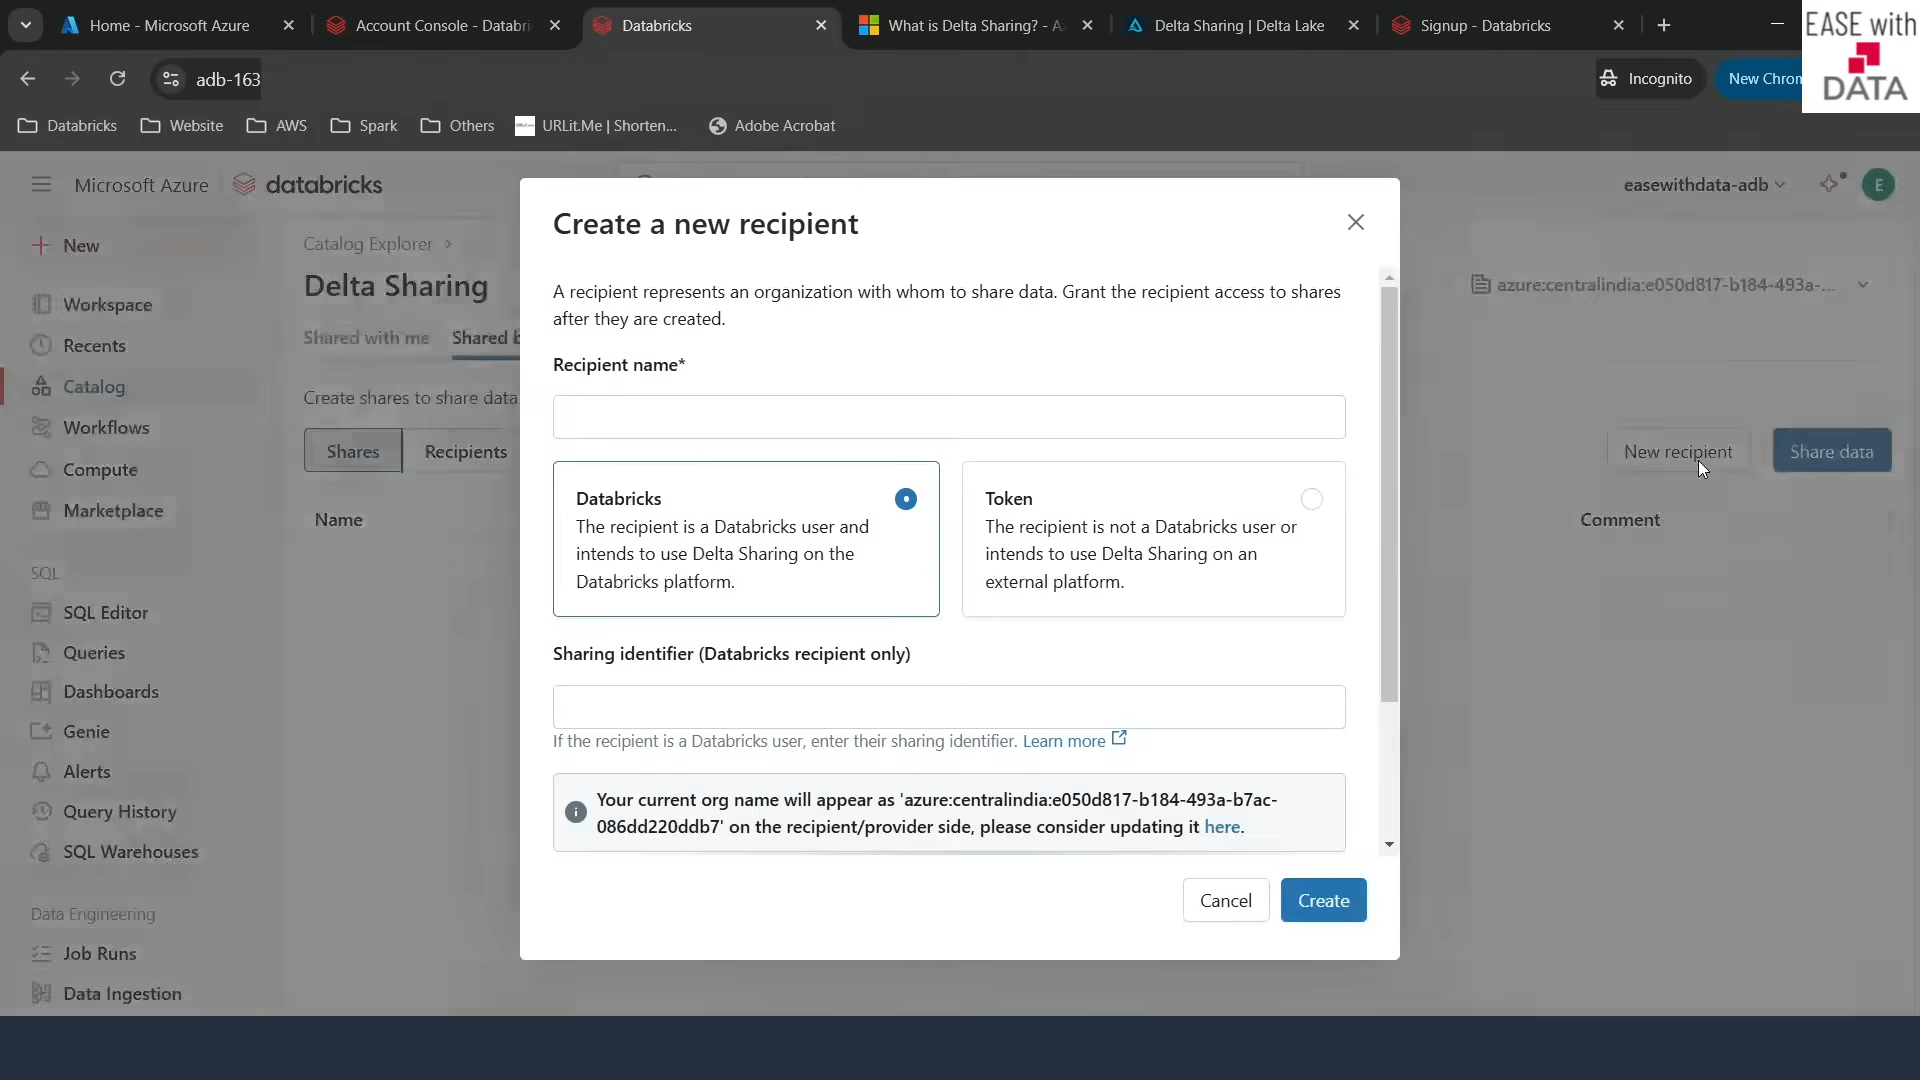 Home - Microsoft Azure
Account Console - Databri
Databricks
What is Delta Sharing? - A
Delta Sharing | Delta Lake
Signup - Databricks
EASE with
DATA
adb-163
Incognito
New Chrom
Databricks
Website
AWS
Spark
Others
URLit.Me | Shorten...
Adobe Acrobat
Microsoft Azure
databricks
easewithdata-adb
E
New
Workspace
Recents
Catalog
Workflows
Compute
Marketplace
SQL
SQL Editor
Queries
Dashboards
Genie
Alerts
Query History
SQL Warehouses
Data Engineering
Job Runs
Data Ingestion
Catalog Explorer >
Delta Sharing
azure:centralindia:e050d817-b184-493a-...
Shared with me
Shared b
Create shares to share data
Shares
Recipients
New recipient
Share data
Name
Comment
Create a new recipient
A recipient represents an organization with whom to share data. Grant the recipient access to shares
after they are created.
Recipient name*
Databricks
The recipient is a Databricks user and
intends to use Delta Sharing on the
Databricks platform.
Token
The recipient is not a Databricks user or
intends to use Delta Sharing on an
external platform.
Sharing identifier (Databricks recipient only)
If the recipient is a Databricks user, enter their sharing identifier. Learn more
Your current org name will appear as 'azure:centralindia:e050d817-b184-493a-b7ac-
086dd220ddb7' on the recipient/provider side, please consider updating it here.
Cancel
Create